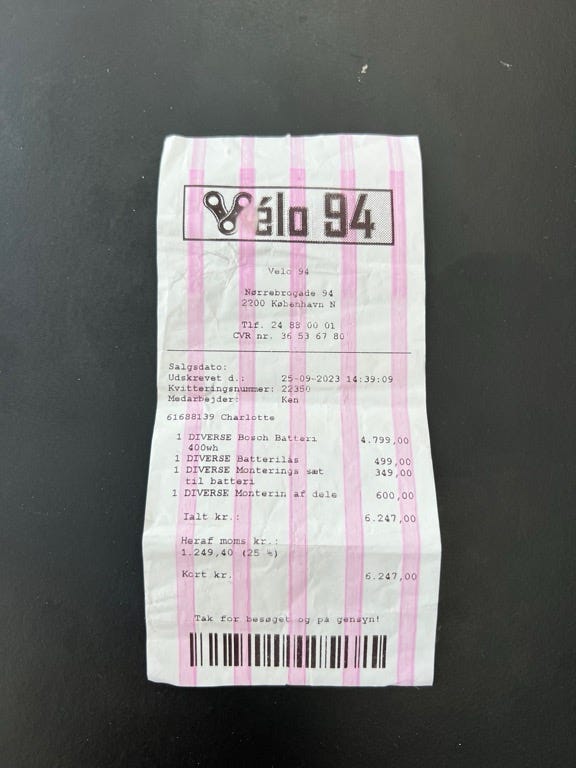 Vélo 94
Velo 94
Nørrebrogade 94
2200 København N
Tlf. 24 88 00 01
CVR nr. 36 53 67 80
Salgsdato:
Udskrevet d.: 25-09-2023 14:39:09
Kvitteringsnummer: 22350
Medarbejder: Ken
61688139 Charlotte
1 DIVERSE Bosch Batteri 4.799,00
400wh
1 DIVERSE Batterilås 499,00
1 DIVERSE Monterings sæt 349,00
til batteri
1 DIVERSE Monterin af dele 600,00
Ialt kr.: 6.247,00
Heraf moms kr.:
1.249,40 (25 %)
Kort kr. 6.247,00
Tak for besøget og på gensyn!